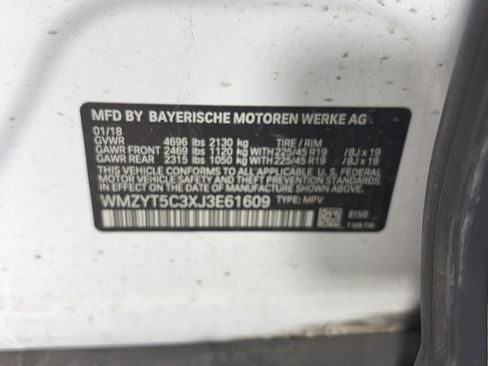 MFD BY BAYERISCHE MOTOREN WERKE AG
01/18
GVWR 4696 lbs 2130 kg TIRE / RIM
GAWR FRONT 2469 lbs 1120 kg WITH 225/45 R19 / 8J x 19
GAWR REAR 2315 lbs 1050 kg WITH 225/45 R19 / 8J x 19
THIS VEHICLE CONFORMS TO ALL APPLICABLE U.S. FEDERAL
MOTOR VEHICLE SAFETY, BUMPER, AND THEFT PREVENTION
STANDARDS IN EFFECT ON THE DATE OF MANUFACTURE SHOWN ABOVE.
WMZYT5C3XJ3E61609 TYPE: MPV